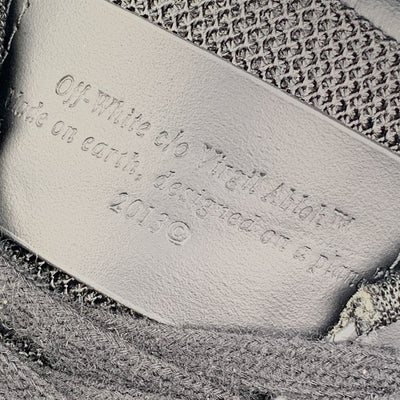 Off-White c/o Virgil Abloh™
Made on earth, designed on a plane
2013©